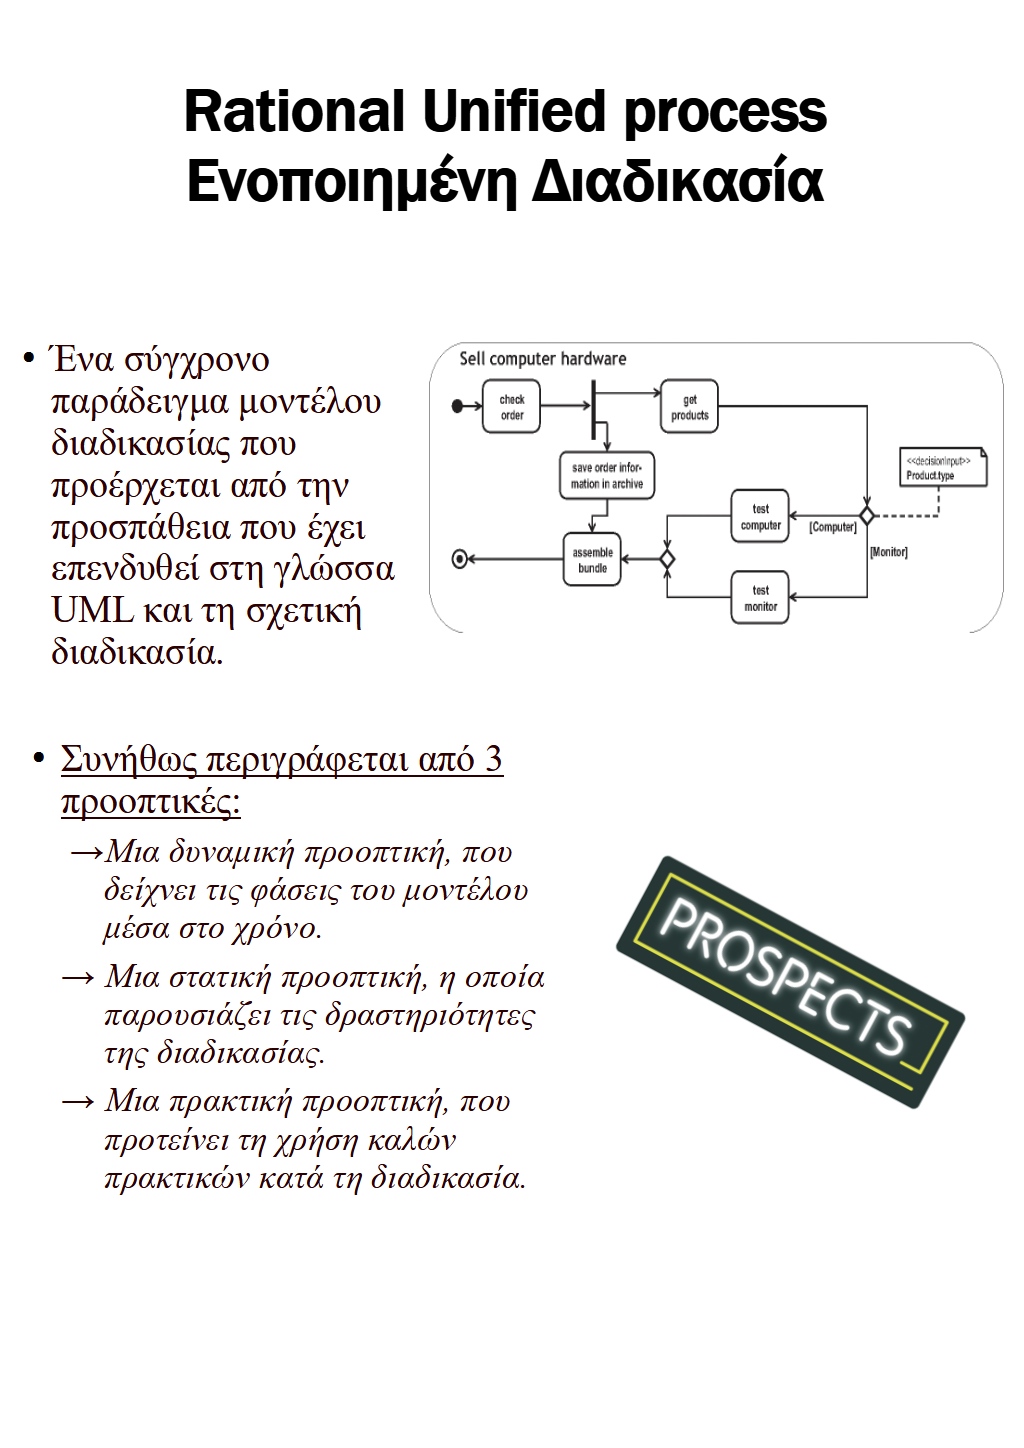 Rational Unified process
Ενοποιημένη Διαδικασία
• Ένα σύγχρονο
παράδειγμα μοντέλου
διαδικασίας που
προέρχεται από την
προσπάθεια που έχει
επενδυθεί στη γλώσσα
UML και τη σχετική
διαδικασία.
Sell computer hardware
check
order
get
products
save order infor-
mation in archive
<<decisionInput>>
Product.type
test
computer
[Computer]
[Monitor]
assemble
bundle
test
monitor
• Συνήθως περιγράφεται από 3
προοπτικές:
→Μια δυναμική προοπτική, που
δείχνει τις φάσεις του μοντέλου
μέσα στο χρόνο.
→ Μια στατική προοπτική, η οποία
παρουσιάζει τις δραστηριότητες
της διαδικασίας.
→ Μια πρακτική προοπτική, που
προτείνει τη χρήση καλών
πρακτικών κατά τη διαδικασία.
PROSPECTS